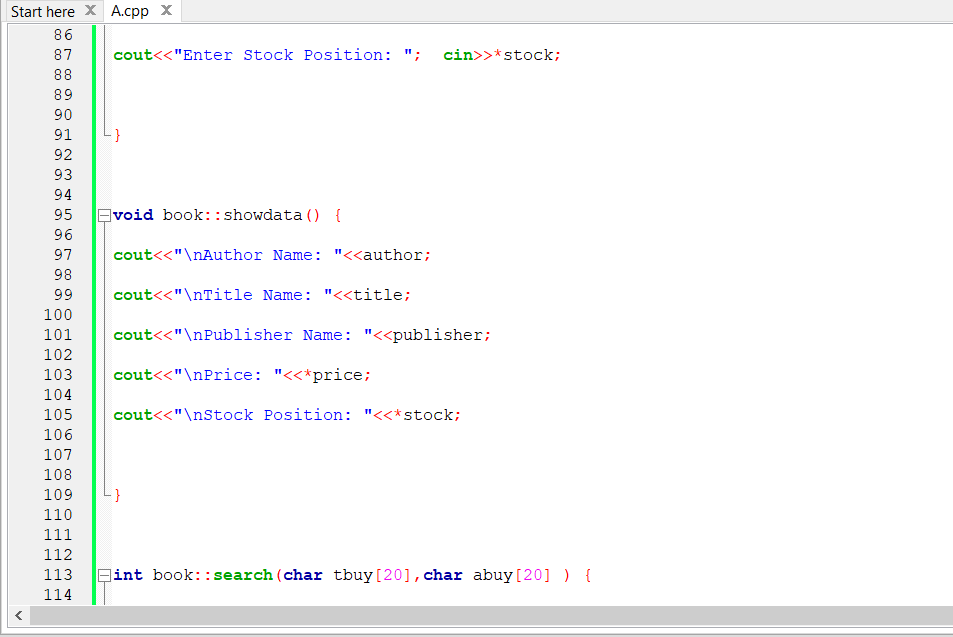 Start here X A.cpp X
86
87 cout<<"Enter Stock Position: ";  cin>>*stock;
88
89
90
91 }
92
93
94
95 void book::showdata() {
96
97 cout<<"\nAuthor Name: "<<author;
98
99 cout<<"\nTitle Name: "<<title;
100
101 cout<<"\nPublisher Name: "<<publisher;
102
103 cout<<"\nPrice: "<<*price;
104
105 cout<<"\nStock Position: "<<*stock;
106
107
108
109 }
110
111
112
113 int book::search(char tbuy[20],char abuy[20] ) {
114